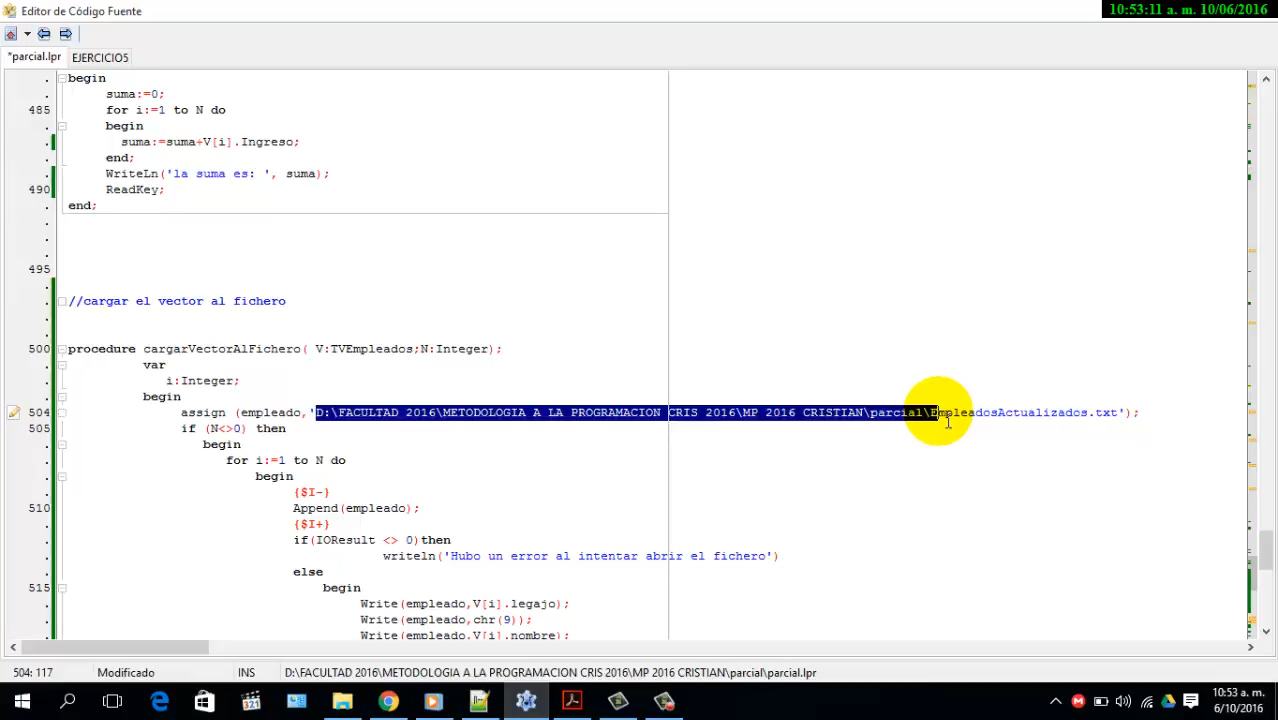 Editor de Código Fuente
10:53:11 a. m. 10/06/2016
*parcial.lpr EJERCICIO5
. begin
. suma:=0;
485 for i:=1 to N do
. begin
. suma:=suma+V[i].Ingreso;
. end;
. WriteLn('la suma es: ', suma);
490 ReadKey;
. end;
.
.
.
495
.
. //cargar el vector al fichero
.
.
500 procedure cargarVectorAlFichero( V:TVEmpleados;N:Integer);
. var
. i:Integer;
. begin
504 assign (empleado,'D:\FACULTAD 2016\METODOLOGIA A LA PROGRAMACION CRIS 2016\MP 2016 CRISTIAN\parcial\EmpleadosActualizados.txt');
505 if (N<>0) then
. begin
. for i:=1 to N do
. begin
. {$I-}
510 Append(empleado);
. {$I+}
. if(IOResult <> 0)then
. writeln('Hubo un error al intentar abrir el fichero')
. else
515 begin
. Write(empleado,V[i].legajo);
. Write(empleado,chr(9));
. Write(empleado,V[i].nombre);
504: 117 Modificado INS D:\FACULTAD 2016\METODOLOGIA A LA PROGRAMACION CRIS 2016\MP 2016 CRISTIAN\parcial\parcial.lpr
321
10:53 a. m.
6/10/2016